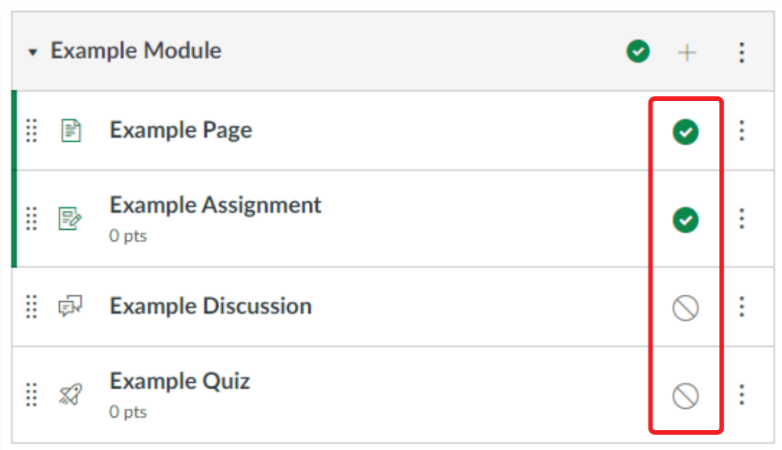 Example Module
Example Page
Example Assignment
0 pts
Example Discussion
Example Quiz
0 pts